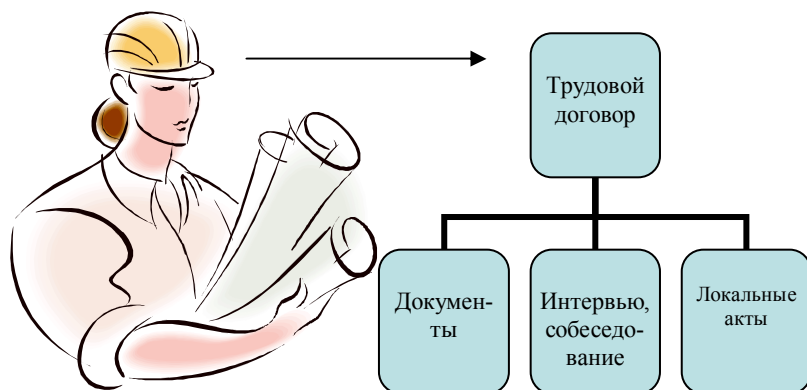 Трудовой
договор
Докумен-
ты
Интервью,
собеседо-
вание
Локальные
акты